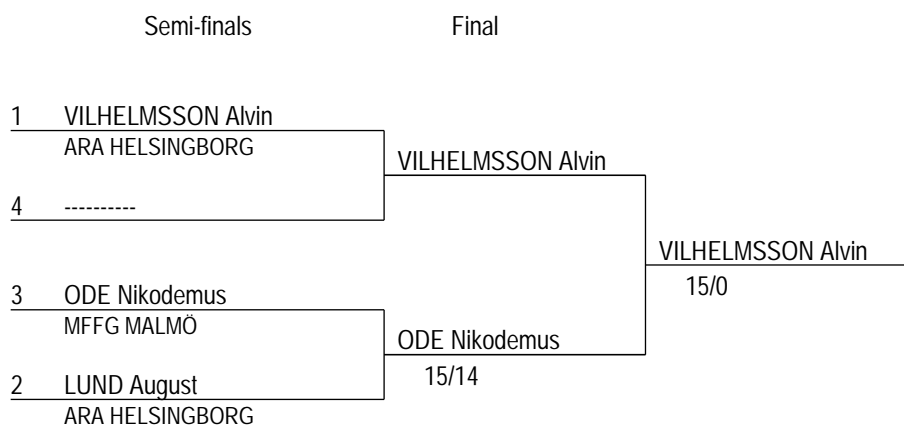 Semi-finals Final
1 VILHELMSSON Alvin
ARA HELSINGBORG
VILHELMSSON Alvin
4 ----------
VILHELMSSON Alvin
15/0
3 ODE Nikodemus
MFFG MALMÖ
ODE Nikodemus
15/14
2 LUND August
ARA HELSINGBORG